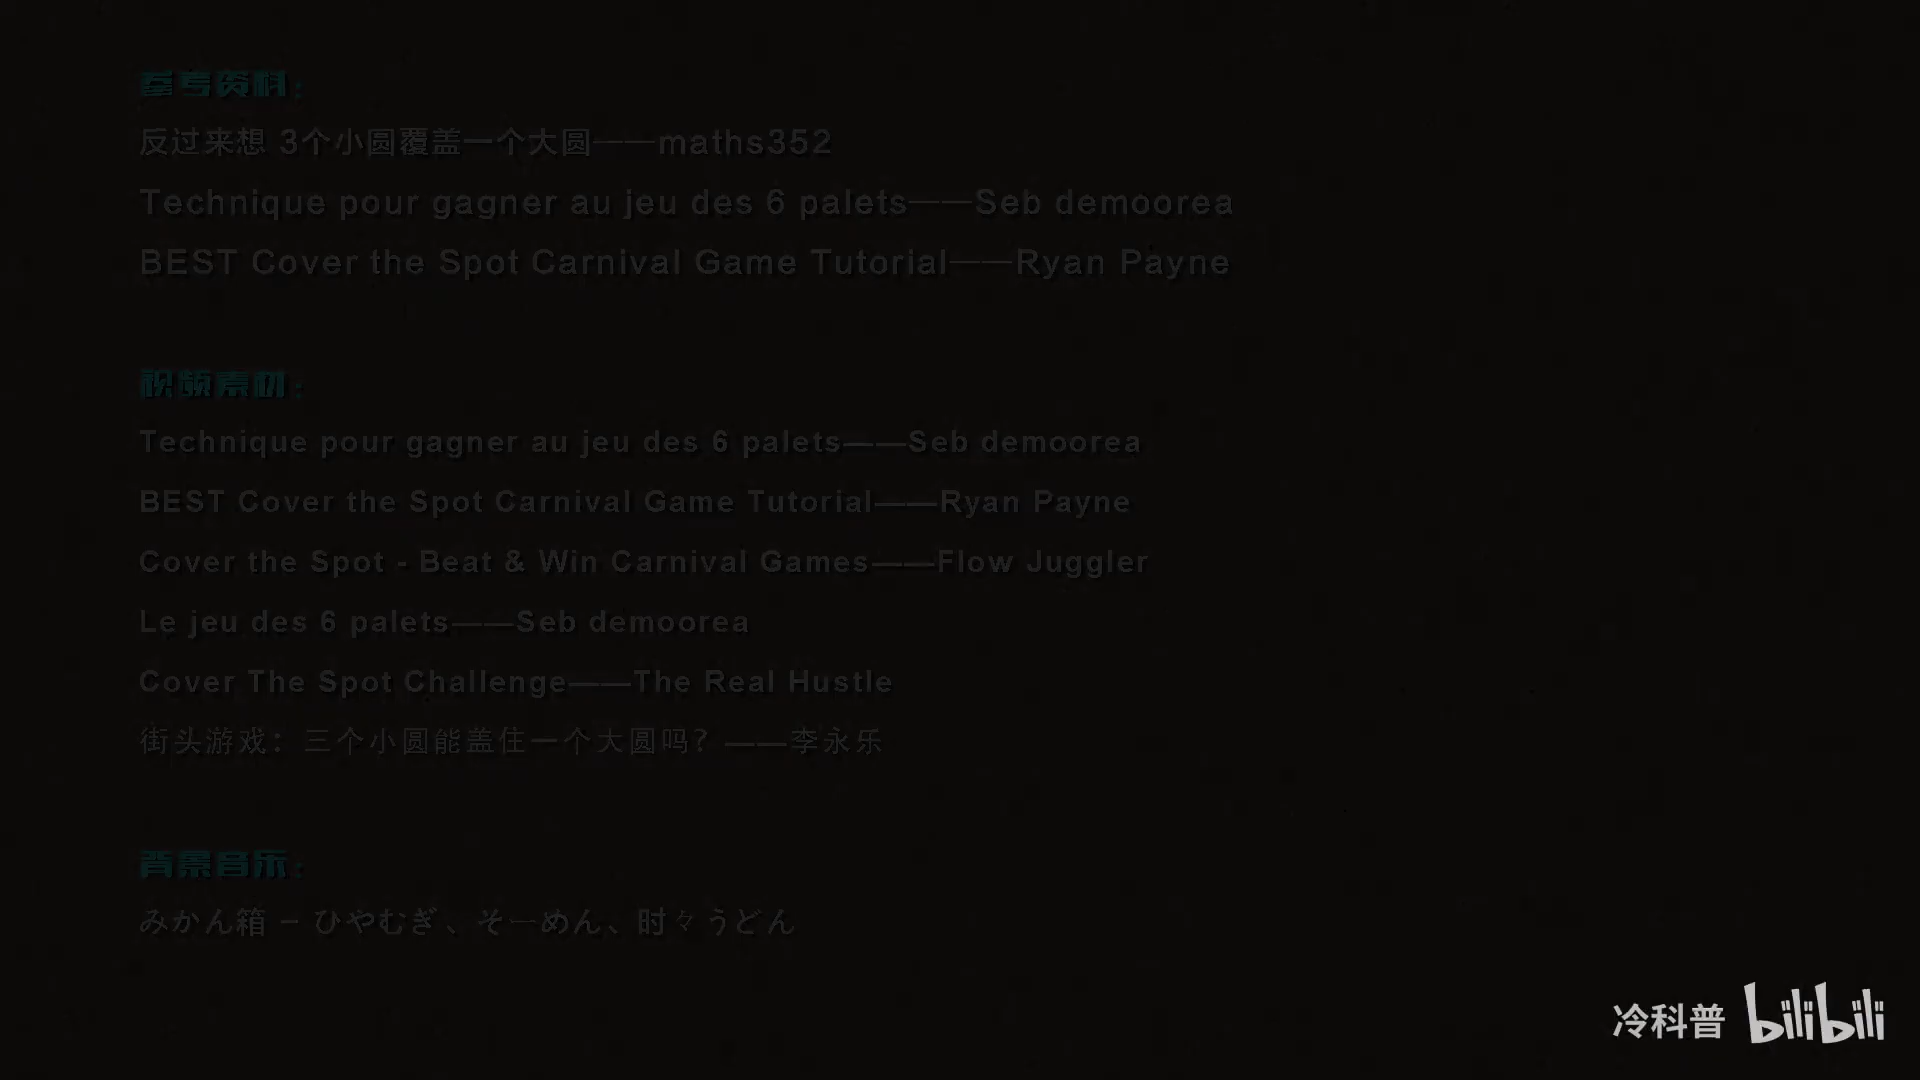 参考资料：
反过来想 3个小圆覆盖一个大圆——maths352
Technique pour gagner au jeu des 6 palets——Seb demoorea
BEST Cover the Spot Carnival Game Tutorial——Ryan Payne
视频素材：
Technique pour gagner au jeu des 6 palets——Seb demoorea
BEST Cover the Spot Carnival Game Tutorial——Ryan Payne
Cover the Spot - Beat & Win Carnival Games——Flow Juggler
Le jeu des 6 palets——Seb demoorea
Cover The Spot Challenge——The Real Hustle
街头游戏：三个小圆能盖住一个大圆吗？——李永乐
背景音乐：
みかん箱 - ひやむぎ、そーめん、时々うどん
冷科普 bilibili